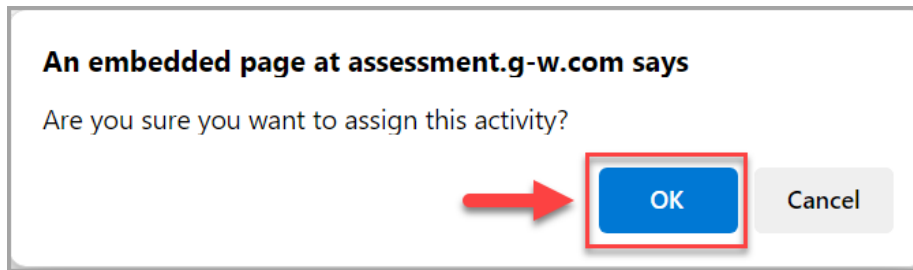 An embedded page at assessment.g-w.com says
Are you sure you want to assign this activity?
OK Cancel